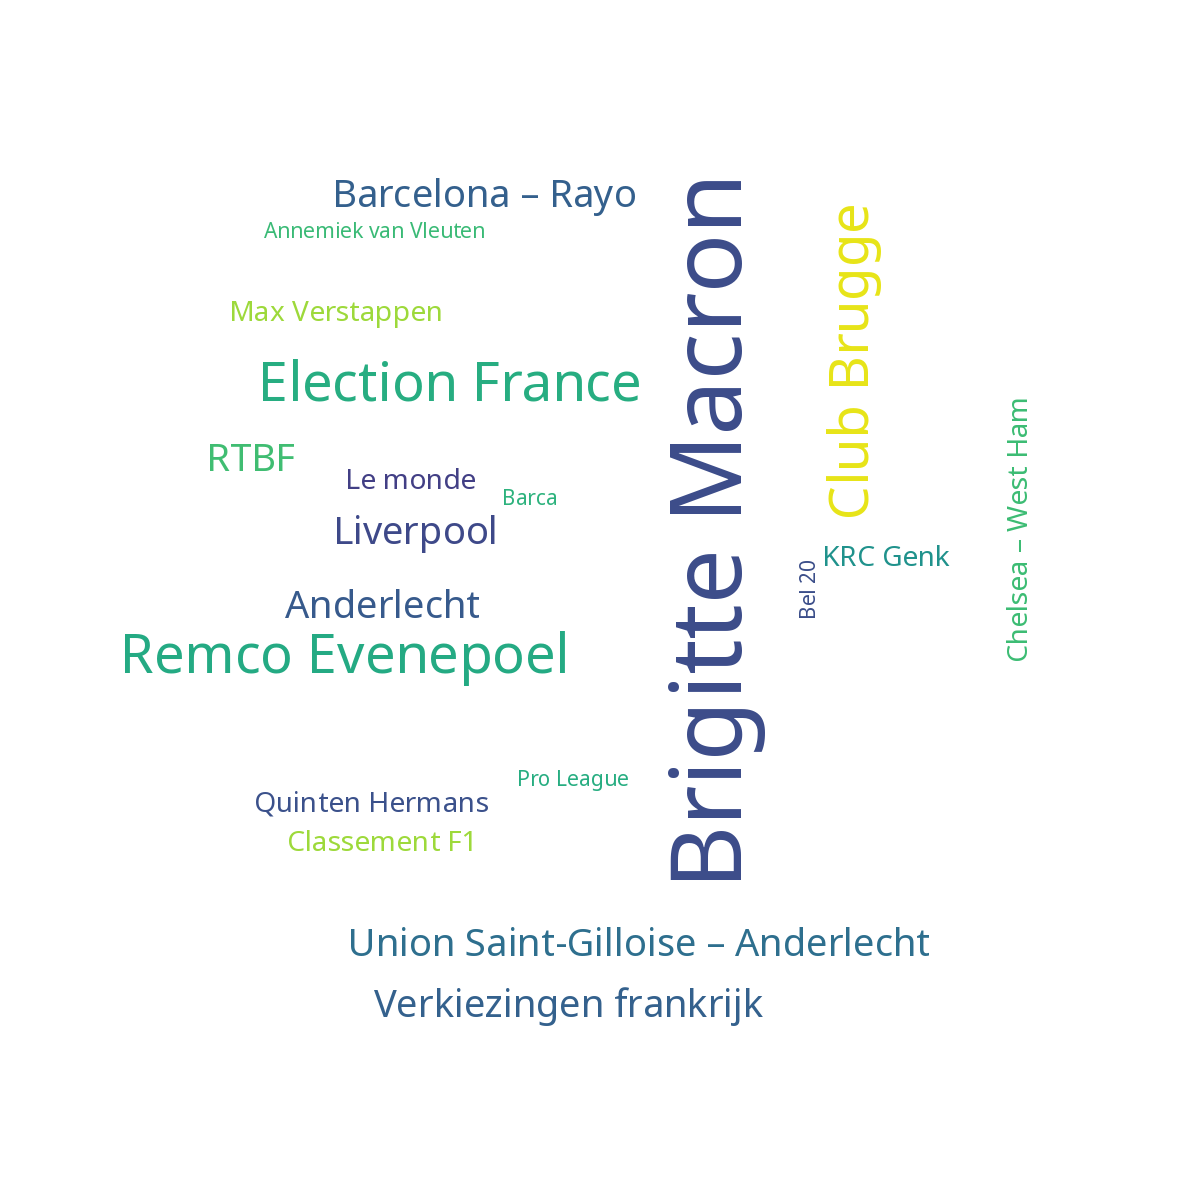 Barcelona – Rayo
Annemiek van Vleuten
Max Verstappen
Election France
RTBF
Le monde
Barca
Liverpool
Anderlecht
Remco Evenepoel
Brigitte Macron
Club Brugge
Chelsea – West Ham
KRC Genk
Bel 20
Pro League
Quinten Hermans
Classement F1
Union Saint-Gilloise – Anderlecht
Verkiezingen frankrijk